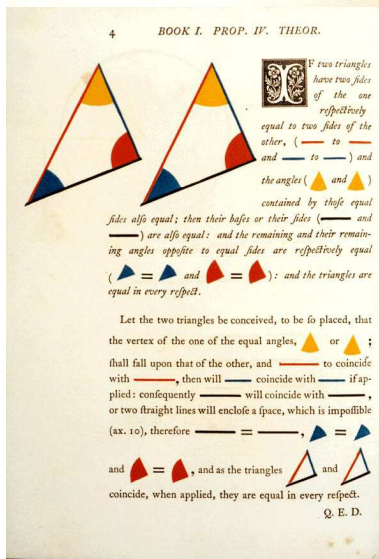 4 BOOK I. PROP. IV. THEOR.
IF two triangles
have two ſides
of the one
reſpectively
equal to two ſides of the
other, ( to
and to ) and
the angles ( and )
contained by thoſe equal
ſides alſo equal; then their baſes or their ſides ( and
) are alſo equal: and the remaining and their remain-
ing angles oppoſite to equal ſides are reſpectively equal
( = and = ): and the triangles are
equal in every reſpect.
Let the two triangles be conceived, to be ſo placed, that
the vertex of the one of the equal angles, or ;
ſhall fall upon that of the other, and to coincide
with , then will coincide with if ap-
plied: conſequently will coincide with ,
or two ſtraight lines will encloſe a ſpace, which is impoſſible
(ax. 10), therefore = , =
and = , and as the triangles and
coincide, when applied, they are equal in every reſpect.
Q. E. D.